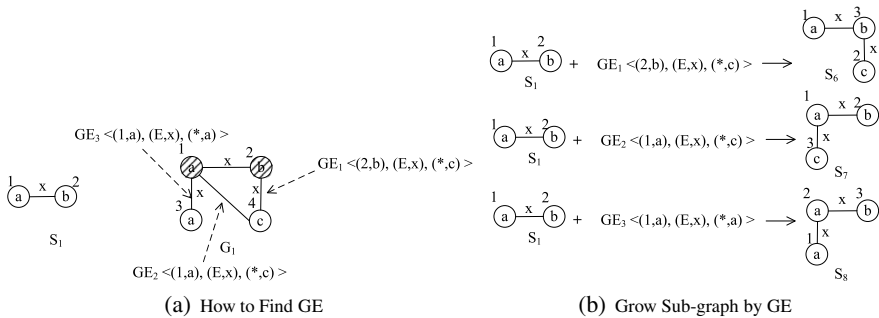 GE3 <(1,a), (E,x), (*,a) >
1 2
a x b
x x
GE1 <(2,b), (E,x), (*,c) >
1 x 2
a b
S1
3 4
a c
G1
GE2 <(1,a), (E,x), (*,c) >
(a) How to Find GE
1 3
a x b
1 2
a x b + GE1 <(2,b), (E,x), (*,c) >
x
2
c
S1
S6
1
a x 2 b
1 2
a x b + GE2 <(1,a), (E,x), (*,c) >
x
3
c
S1
S7
2 3
a x b
1 2
a x b + GE3 <(1,a), (E,x), (*,a) >
x
1
a
S1
S8
(b) Grow Sub-graph by GE